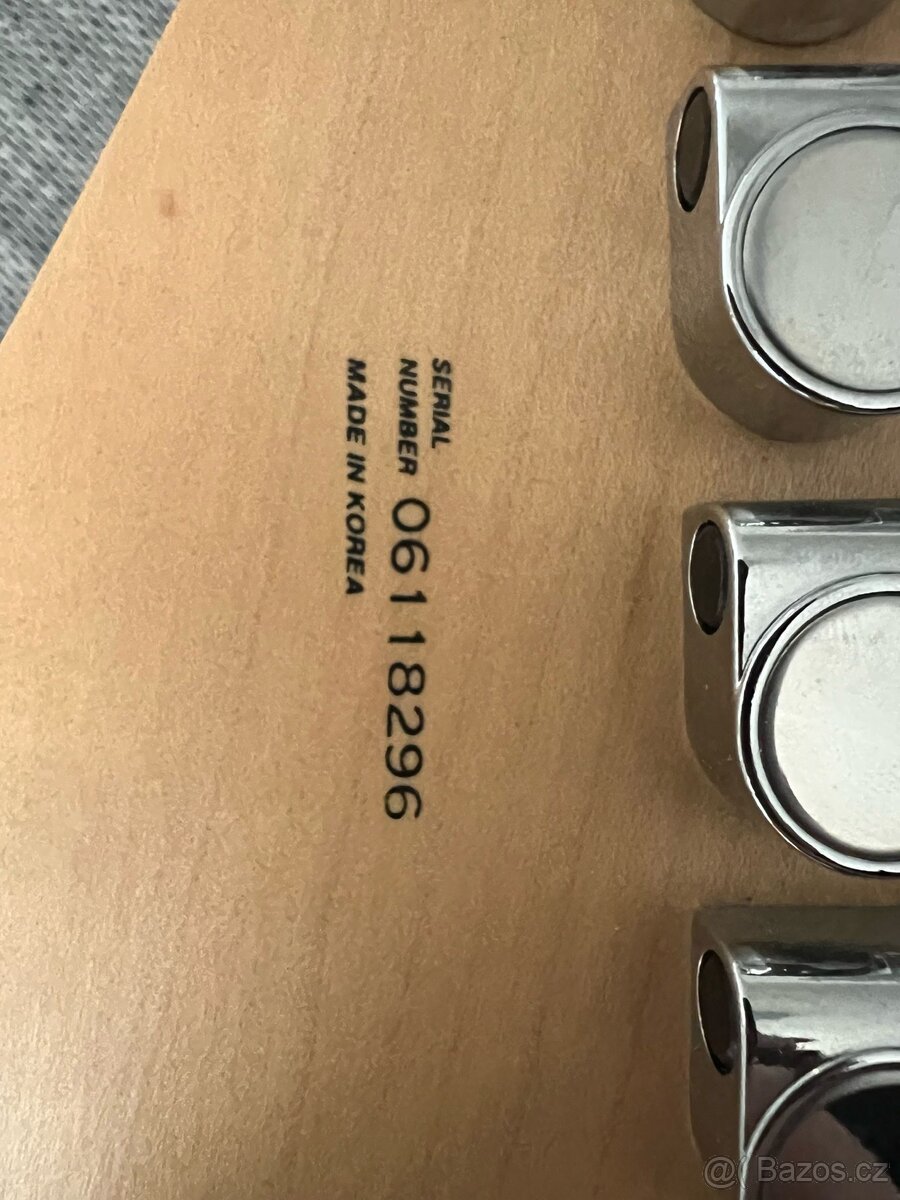 SERIAL
NUMBER 06118296
MADE IN KOREA
@ Bazos.cz